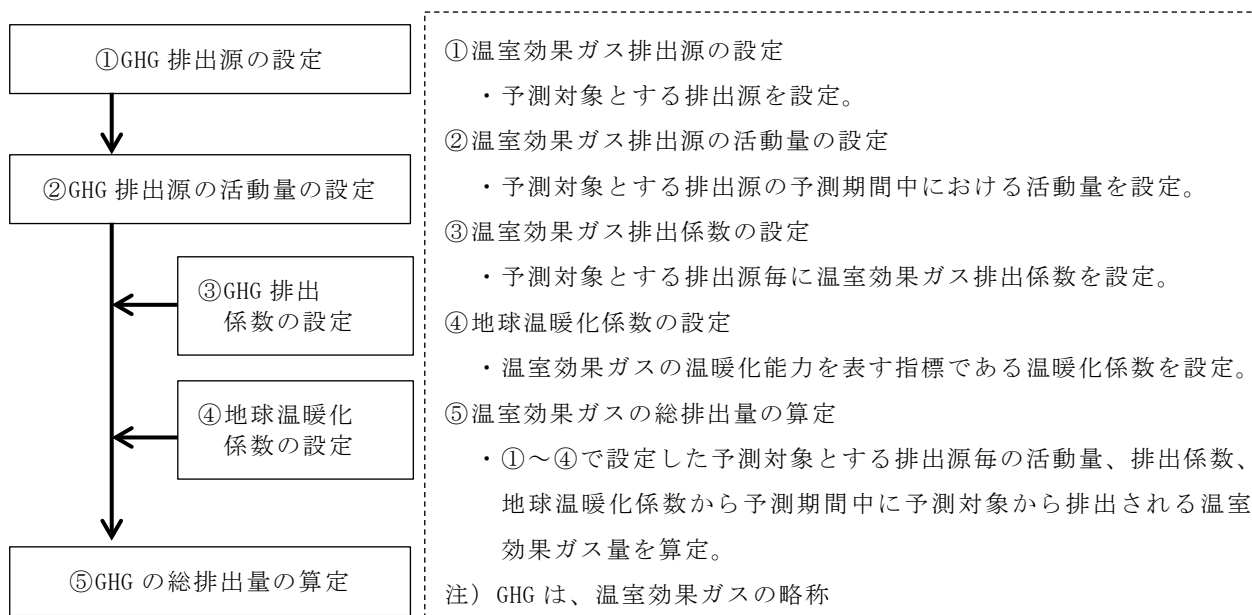 ①GHG 排出源の設定
②GHG 排出源の活動量の設定
③GHG 排出
係数の設定
④地球温暖化
係数の設定
⑤GHG の総排出量の算定
①温室効果ガス排出源の設定
・予測対象とする排出源を設定。
②温室効果ガス排出源の活動量の設定
・予測対象とする排出源の予測期間中における活動量を設定。
③温室効果ガス排出係数の設定
・予測対象とする排出源毎に温室効果ガス排出係数を設定。
④地球温暖化係数の設定
・温室効果ガスの温暖化能力を表す指標である温暖化係数を設定。
⑤温室効果ガスの総排出量の算定
・①～④で設定した予測対象とする排出源毎の活動量、排出係数、
地球温暖化係数から予測期間中に予測対象から排出される温室
効果ガス量を算定。
注）GHG は、温室効果ガスの略称